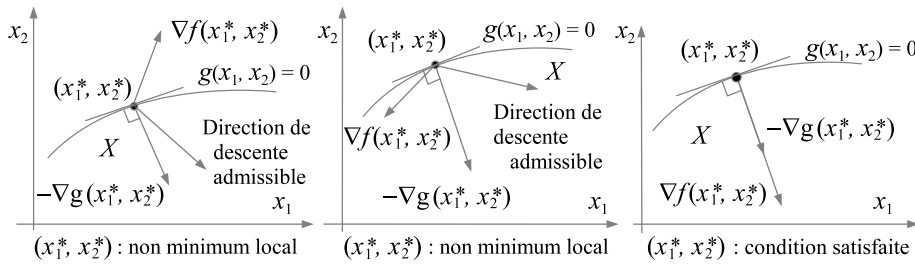 x₂
∇f(x₁*, x₂*)
(x₁*, x₂*)
g(x₁, x₂) = 0
X
Direction de
descente
admissible
−∇g(x₁*, x₂*)
x₁
(x₁*, x₂*) : non minimum local
x₂
(x₁*, x₂*)
g(x₁, x₂) = 0
X
∇f(x₁*, x₂*)
Direction de
descente
admissible
−∇g(x₁*, x₂*)
x₁
(x₁*, x₂*) : non minimum local
x₂
(x₁*, x₂*)
g(x₁, x₂) = 0
X
−∇g(x₁*, x₂*)
∇f(x₁*, x₂*)
x₁
(x₁*, x₂*) : condition satisfaite